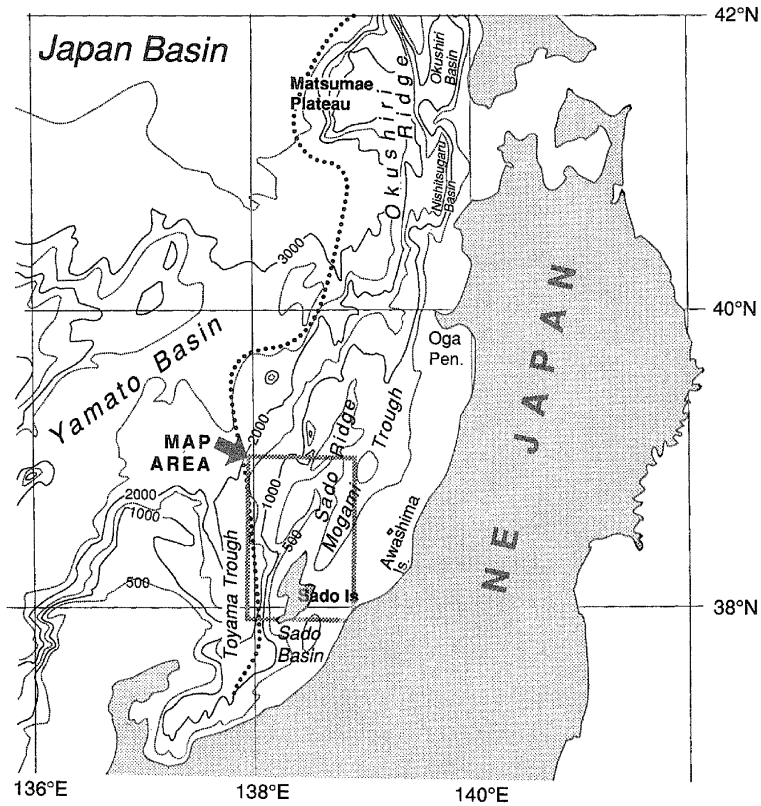 42°N
Japan Basin
Okushiri
Basin
Matsumae
Plateau
Okushiri
Ridge
Nishitsugaru
Basin
3000
40°N
Oga
Pen.
Yamato Basin
NE JAPAN
2000
MAP
AREA
Sado Ridge
Mogami Trough
1000
500
2000
1000
500
Awashima
Is.
Toyama Trough
Sado Is
38°N
Sado
Basin
136°E
138°E
140°E